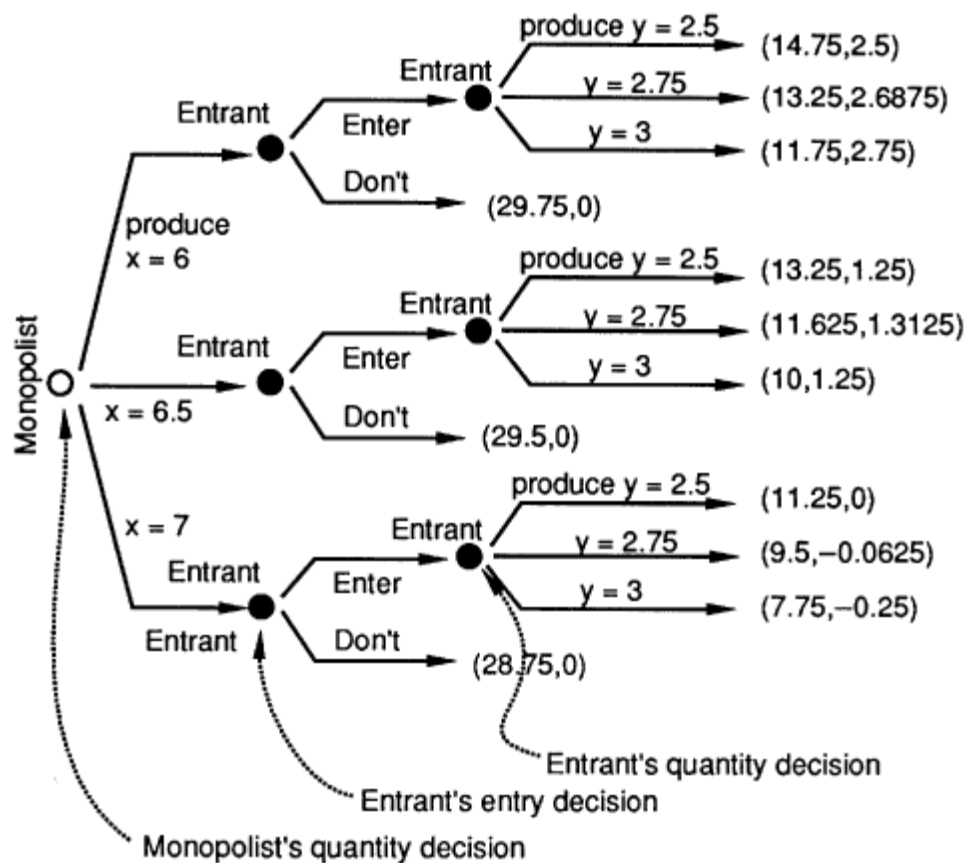 produce y = 2.5
(14.75,2.5)
Entrant
y = 2.75
(13.25,2.6875)
Entrant
Enter
y = 3
(11.75,2.75)
Don't
(29.75,0)
produce
x = 6
produce y = 2.5
(13.25,1.25)
Entrant
y = 2.75
(11.625,1.3125)
Entrant
Enter
y = 3
(10,1.25)
Monopolist
x = 6.5
Don't
(29.5,0)
produce y = 2.5
(11.25,0)
x = 7
Entrant
y = 2.75
(9.5,−0.0625)
Entrant
Enter
y = 3
(7.75,−0.25)
Entrant
Don't
(28.75,0)
Entrant's quantity decision
Entrant's entry decision
Monopolist's quantity decision